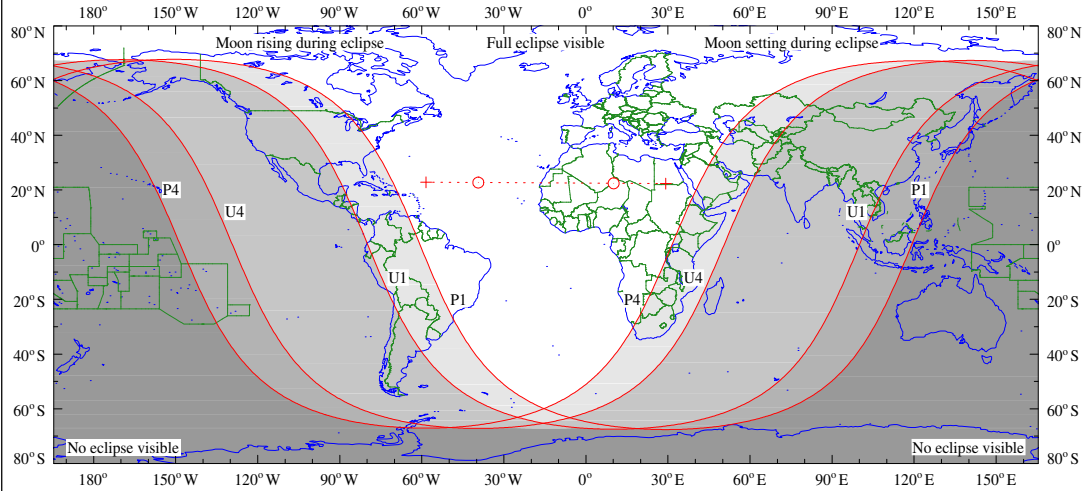 180° 150° W 120° W 90° W 60° W 30° W 0° 30° E 60° E 90° E 120° E 150° E
80° N Moon rising during eclipse Full eclipse visible Moon setting during eclipse 80° N
60° N 60° N
40° N 40° N
20° N P4 U1 P1 20° N
U4
0° 0°
U1 U4
20° S P1 P4 20° S
40° S 40° S
60° S 60° S
No eclipse visible No eclipse visible
80° S 80° S
180° 150° W 120° W 90° W 60° W 30° W 0° 30° E 60° E 90° E 120° E 150° E